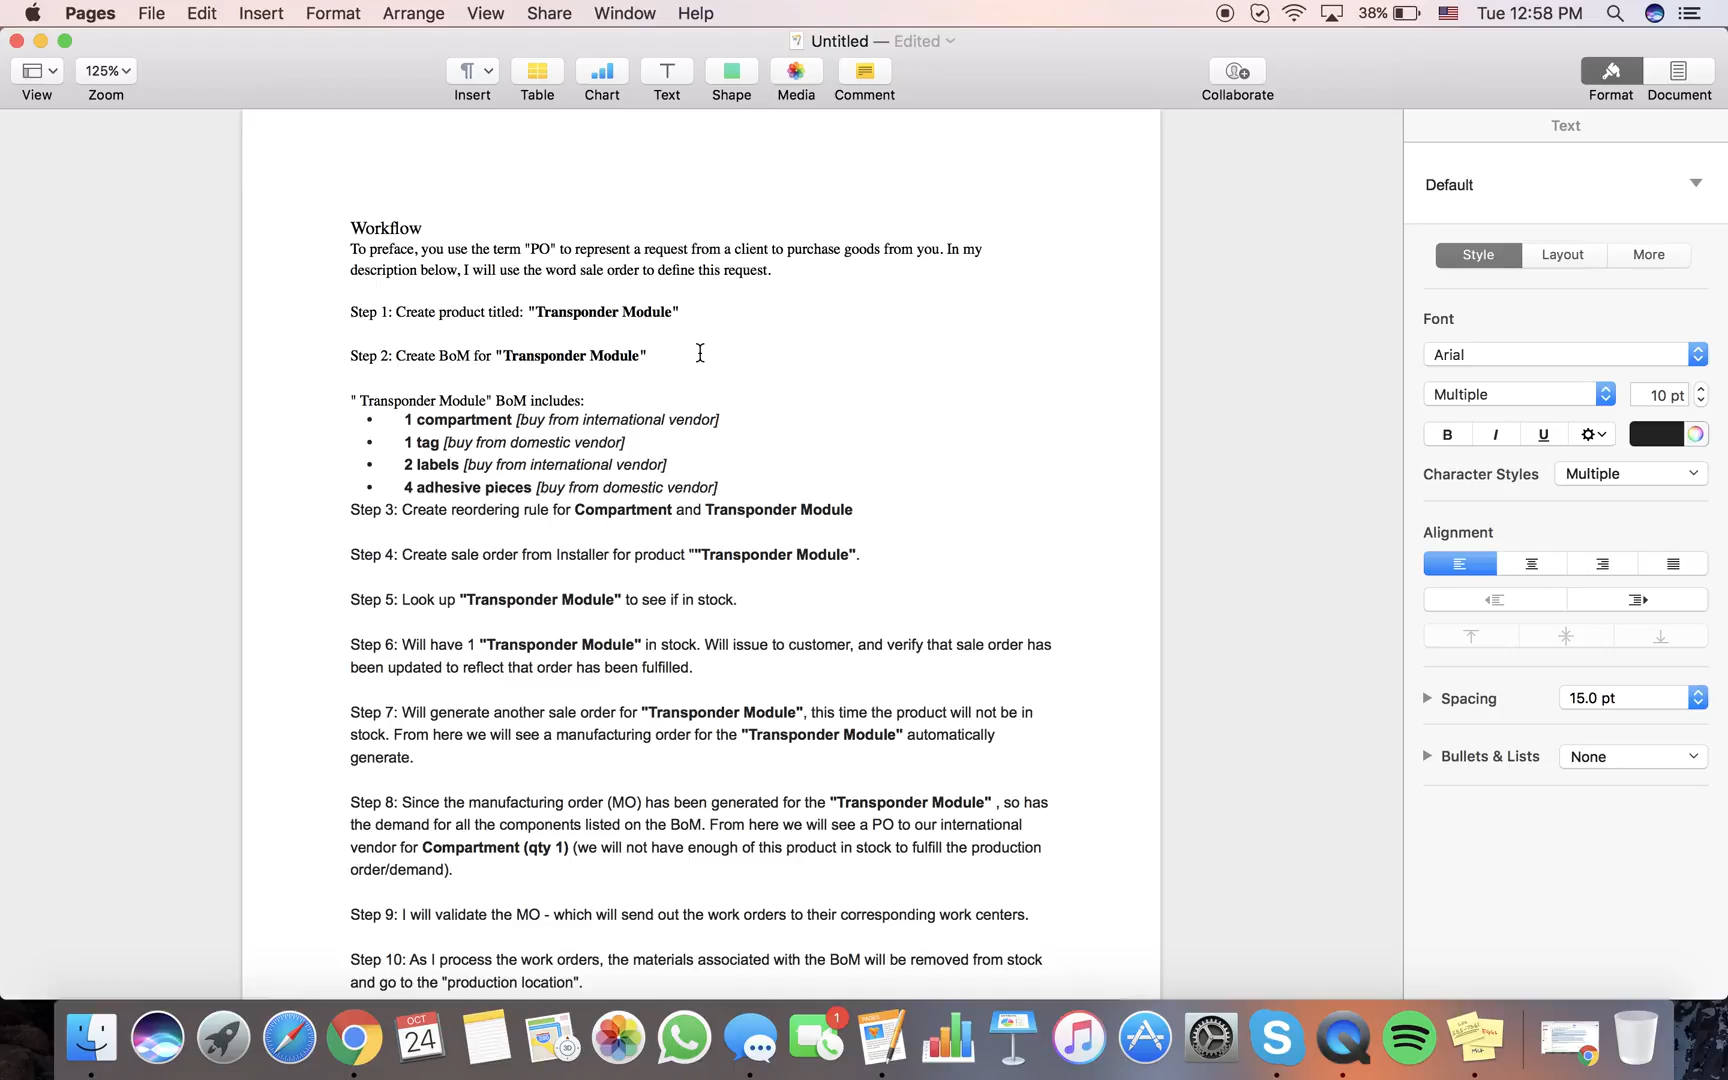 Pages File Edit Insert Format Arrange View Share Window Help 38% Tue 12:58 PM
Untitled — Edited
125%
View Zoom Insert Table Chart Text Shape Media Comment Collaborate Format Document
Text
Default
Style Layout More
Font
Arial
Multiple 10 pt
B I U
Character Styles Multiple
Alignment
Spacing 15.0 pt
Bullets & Lists None
Workflow
To preface, you use the term "PO" to represent a request from a client to purchase goods from you. In my
description below, I will use the word sale order to define this request.
Step 1: Create product titled: "Transponder Module"
Step 2: Create BoM for "Transponder Module"
" Transponder Module" BoM includes:
• 1 compartment [buy from international vendor]
• 1 tag [buy from domestic vendor]
• 2 labels [buy from international vendor]
• 4 adhesive pieces [buy from domestic vendor]
Step 3: Create reordering rule for Compartment and Transponder Module
Step 4: Create sale order from Installer for product ""Transponder Module".
Step 5: Look up "Transponder Module" to see if in stock.
Step 6: Will have 1 "Transponder Module" in stock. Will issue to customer, and verify that sale order has
been updated to reflect that order has been fulfilled.
Step 7: Will generate another sale order for "Transponder Module", this time the product will not be in
stock. From here we will see a manufacturing order for the "Transponder Module" automatically
generate.
Step 8: Since the manufacturing order (MO) has been generated for the "Transponder Module" , so has
the demand for all the components listed on the BoM. From here we will see a PO to our international
vendor for Compartment (qty 1) (we will not have enough of this product in stock to fulfill the production
order/demand).
Step 9: I will validate the MO - which will send out the work orders to their corresponding work centers.
Step 10: As I process the work orders, the materials associated with the BoM will be removed from stock
and go to the "production location".
OCT
24
1
PAGES